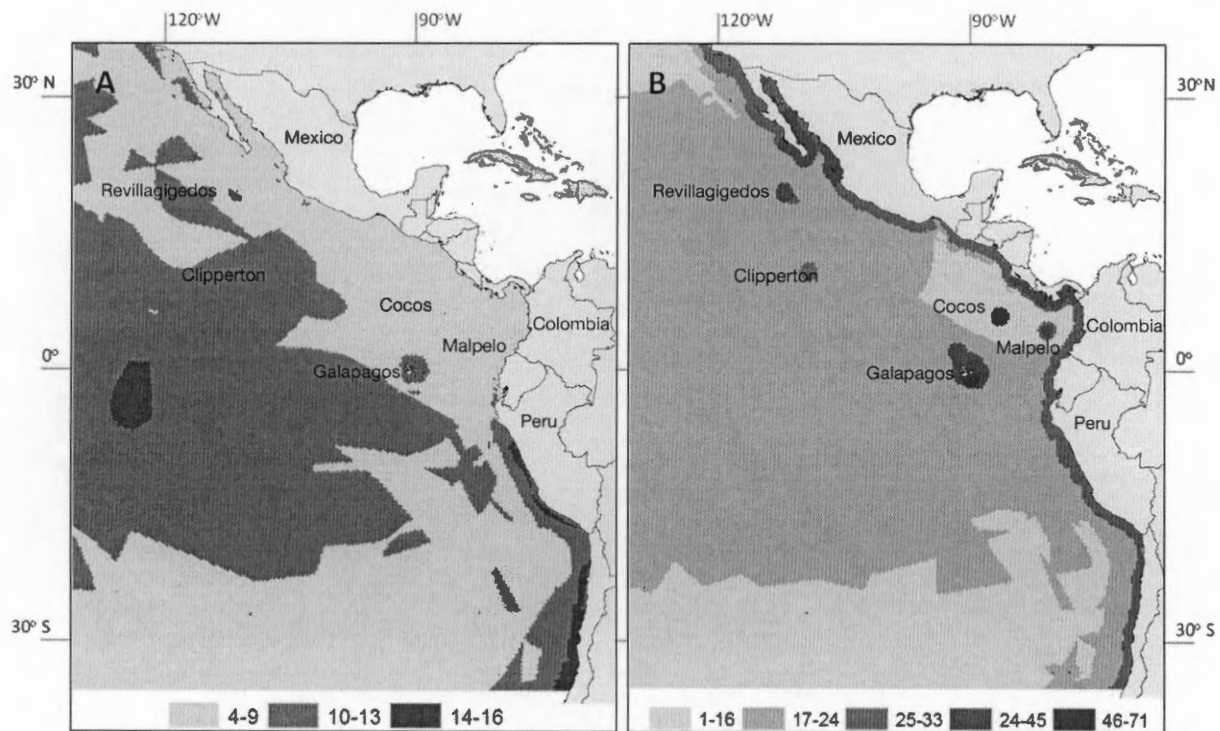 120°W 90°W 120°W 90°W
A B
30° N 30° N
Mexico Mexico
Revillagigedos Revillagigedos
Clipperton Clipperton
Cocos Cocos
Colombia Colombia
Malpelo Malpelo
0° 0°
Galapagos Galapagos
Peru Peru
30° S 30° S
4-9 10-13 14-16 1-16 17-24 25-33 24-45 46-71